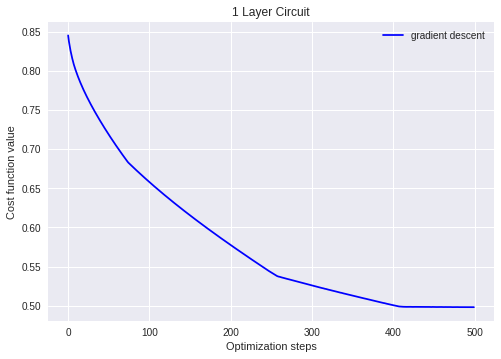 1 Layer Circuit
gradient descent
Cost function value
0.85
0.80
0.75
0.70
0.65
0.60
0.55
0.50
0 100 200 300 400 500
Optimization steps